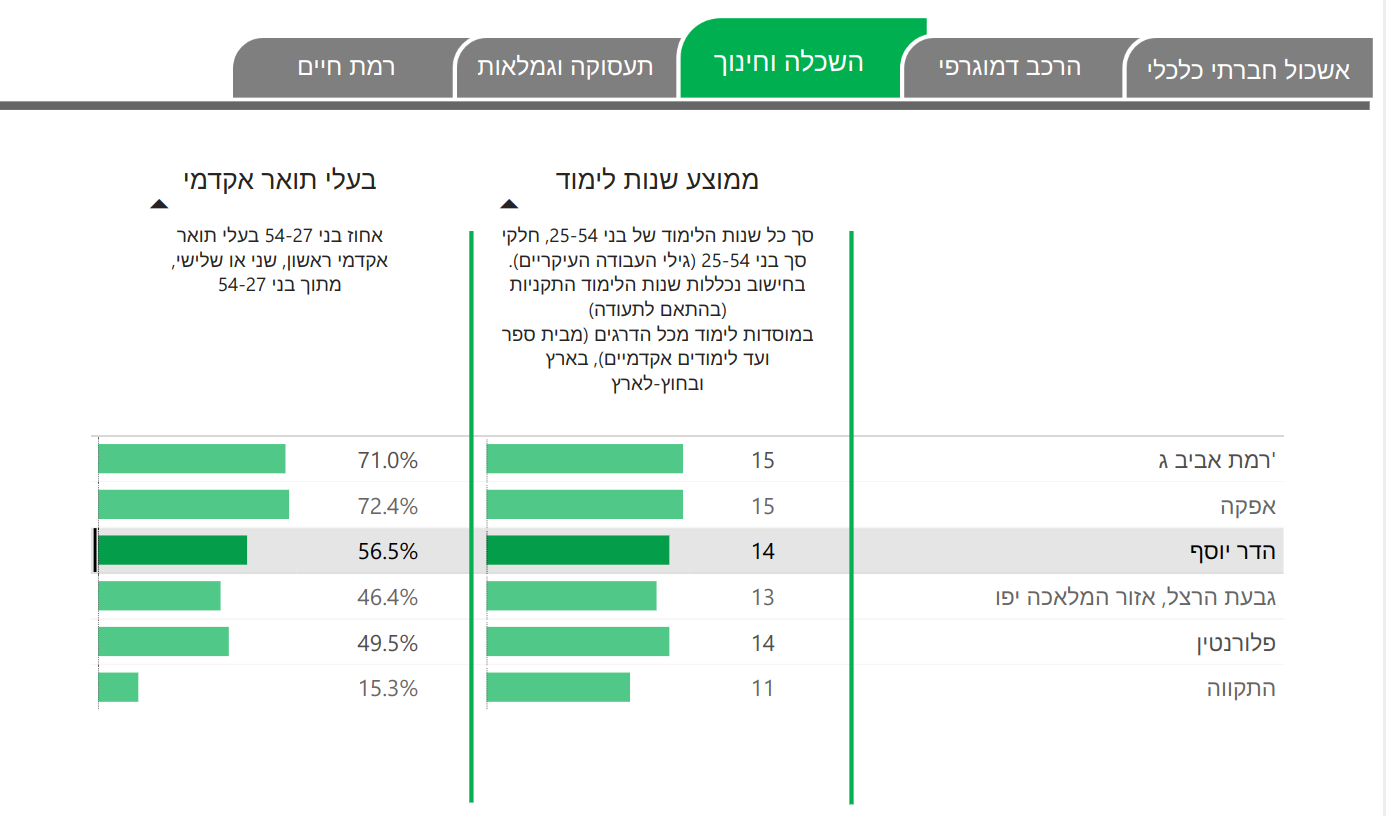 אשכול חברתי כלכלי
הרכב דמוגרפי
השכלה וחינוך
תעסוקה וגמלאות
רמת חיים
ממוצע שנות לימוד
סך כל שנות הלימוד של בני 25-54, חלקי
סך בני 25-54 (גילי העבודה העיקריים).
בחישוב נכללות שנות הלימוד התקניות
(בהתאם לתעודה)
במוסדות לימוד מכל הדרגים (מבית ספר
ועד לימודים אקדמיים), בארץ
ובחוץ-לארץ
בעלי תואר אקדמי
אחוז בני 54-27 בעלי תואר
אקדמי ראשון, שני או שלישי,
מתוך בני 54-27
'רמת אביב ג 15 71.0%
אפקה 15 72.4%
הדר יוסף 14 56.5%
גבעת הרצל, אזור המלאכה יפו 13 46.4%
פלורנטין 14 49.5%
התקווה 11 15.3%